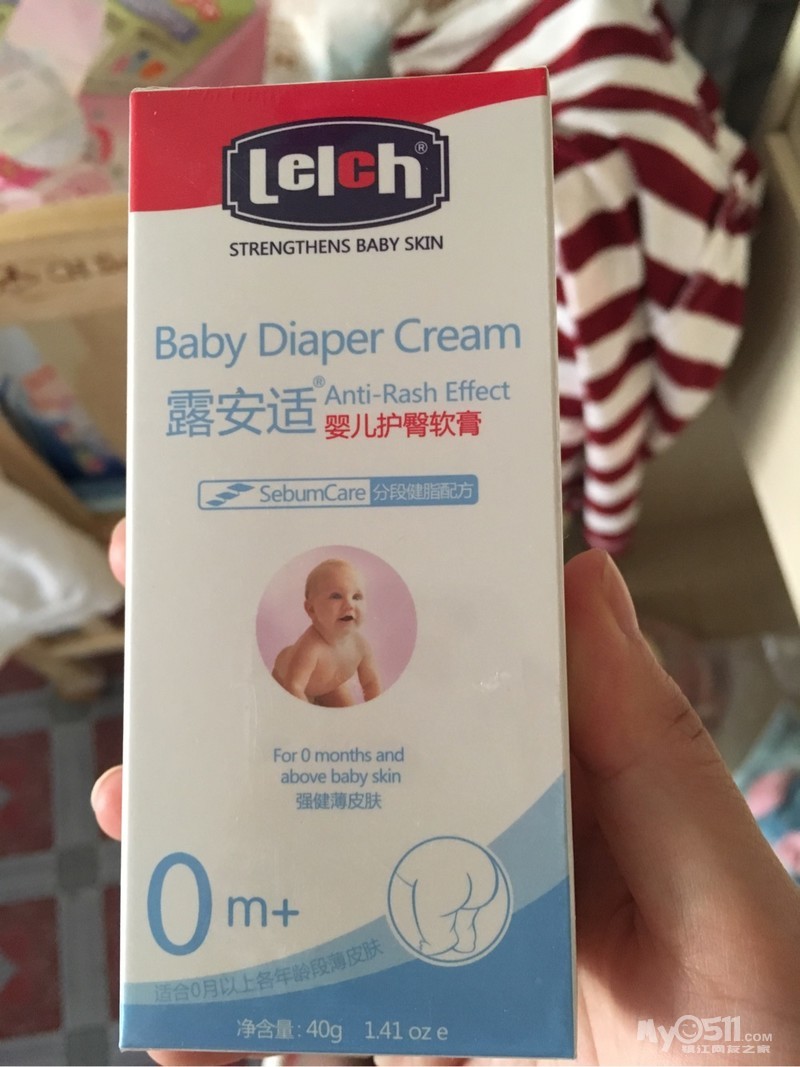 Lelch®
STRENGTHENS BABY SKIN
Baby Diaper Cream
露安适® Anti-Rash Effect
婴儿护臀软膏
SebumCare 分段健脂配方
For 0 months and
above baby skin
强健薄皮肤
0 m+
适合0月以上各年龄段薄皮肤
净含量: 40g 1.41 oz e
My0511.COM
镇江网友之家